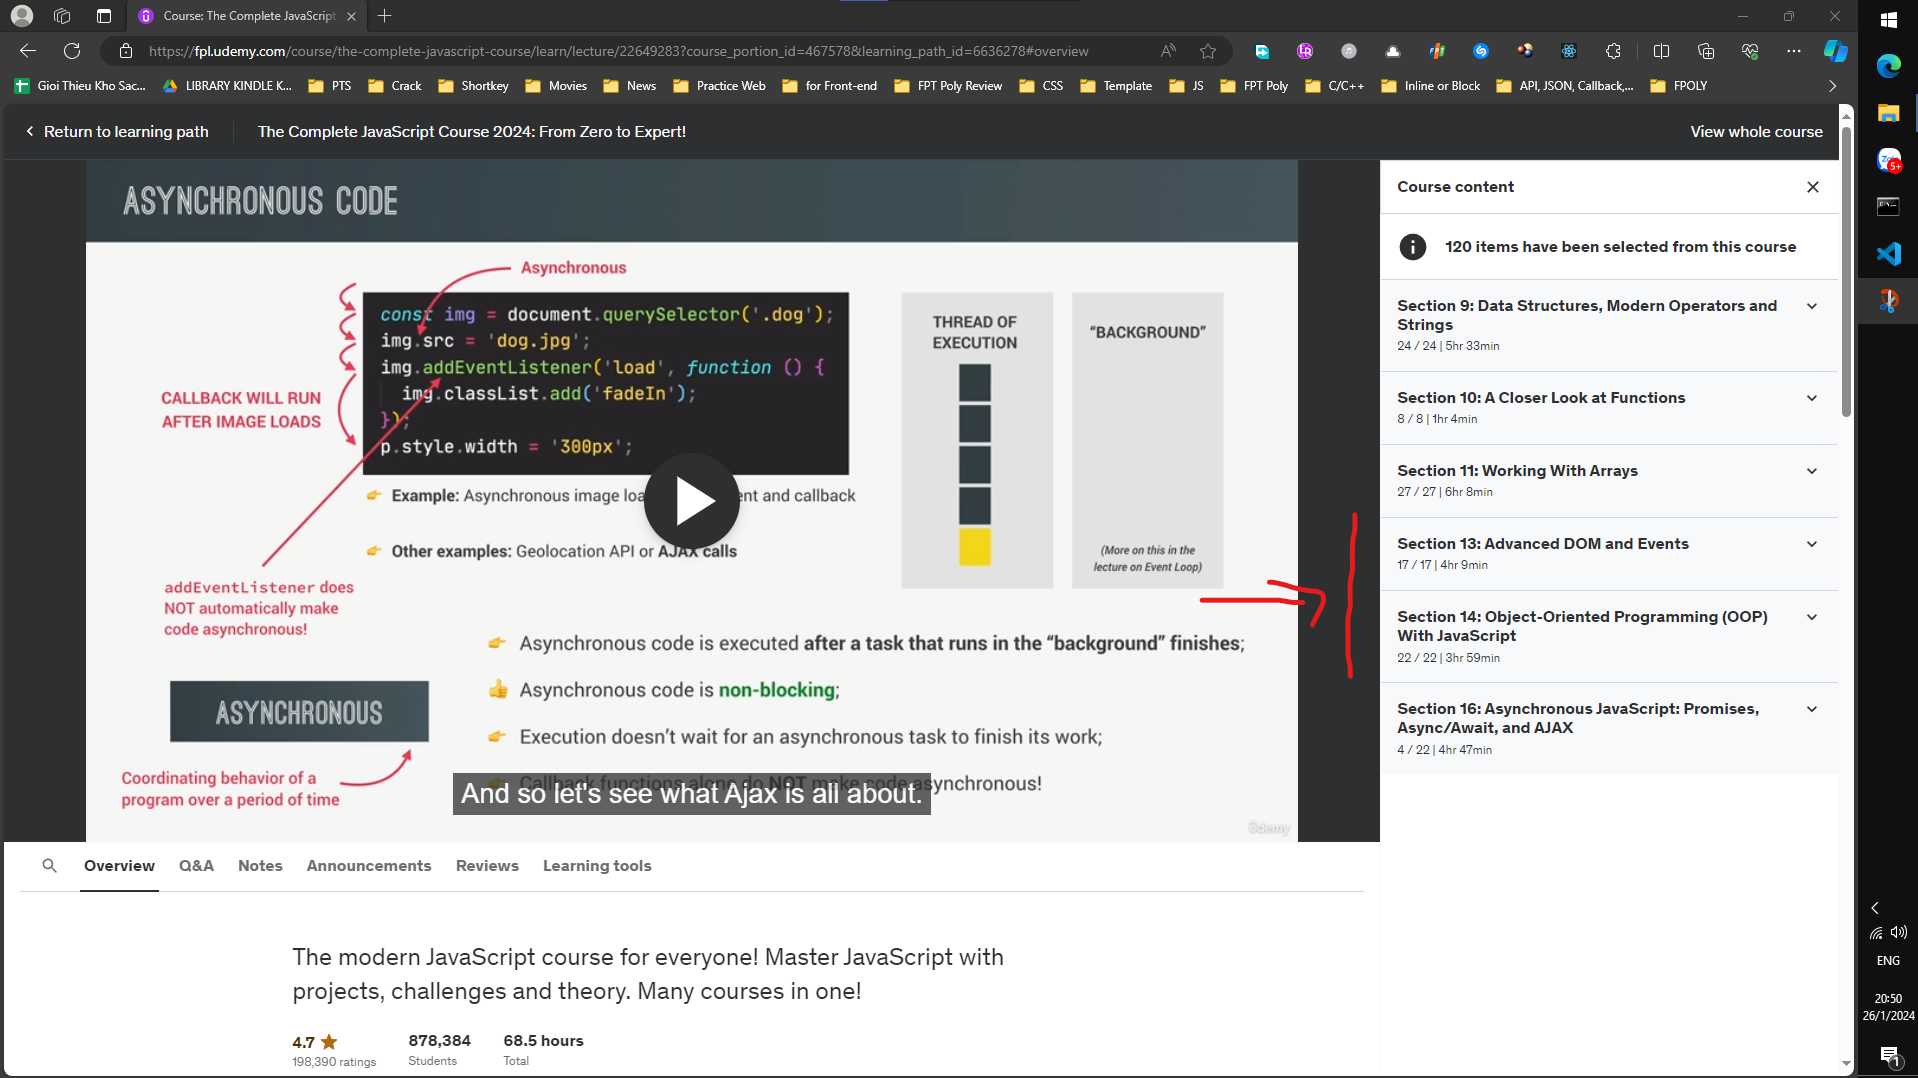 Course: The Complete JavaScript
https://fpl.udemy.com/course/the-complete-javascript-course/learn/lecture/22649283?course_portion_id=467578&learning_path_id=6636278#overview
Gioi Thieu Kho Sac...
LIBRARY KINDLE K...
PTS
Crack
Shortkey
Movies
News
Practice Web
for Front-end
FPT Poly Review
CSS
Template
JS
FPT Poly
C/C++
Inline or Block
API, JSON, Callback,...
FPOLY
Return to learning path
The Complete JavaScript Course 2024: From Zero to Expert!
View whole course
ASYNCHRONOUS CODE
Asynchronous
const img = document.querySelector('.dog');
img.src = 'dog.jpg';
img.addEventListener('load', function () {
img.classList.add('fadeIn');
});
p.style.width = '300px';
CALLBACK WILL RUN
AFTER IMAGE LOADS
THREAD OF
EXECUTION
“BACKGROUND”
(More on this in the
lecture on Event Loop)
Example: Asynchronous image and callback
Other examples: Geolocation API or AJAX calls
addEventListener does
NOT automatically make
code asynchronous!
Asynchronous code is executed after a task that runs in the “background” finishes;
Asynchronous code is non-blocking;
Execution doesn’t wait for an asynchronous task to finish its work;
Callback functions alone do NOT make code asynchronous!
And so let's see what Ajax is all about.
ASYNCHRONOUS
Coordinating behavior of a
program over a period of time
ûdemy
Course content
120 items have been selected from this course
Section 9: Data Structures, Modern Operators and
Strings
24 / 24 | 5hr 33min
Section 10: A Closer Look at Functions
8 / 8 | 1hr 4min
Section 11: Working With Arrays
27 / 27 | 6hr 8min
Section 13: Advanced DOM and Events
17 / 17 | 4hr 9min
Section 14: Object-Oriented Programming (OOP)
With JavaScript
22 / 22 | 3hr 59min
Section 16: Asynchronous JavaScript: Promises,
Async/Await, and AJAX
4 / 22 | 4hr 47min
Overview
Q&A
Notes
Announcements
Reviews
Learning tools
The modern JavaScript course for everyone! Master JavaScript with
projects, challenges and theory. Many courses in one!
4.7
198,390 ratings
878,384
Students
68.5 hours
Total
5+
ENG
20:50
26/1/2024
1